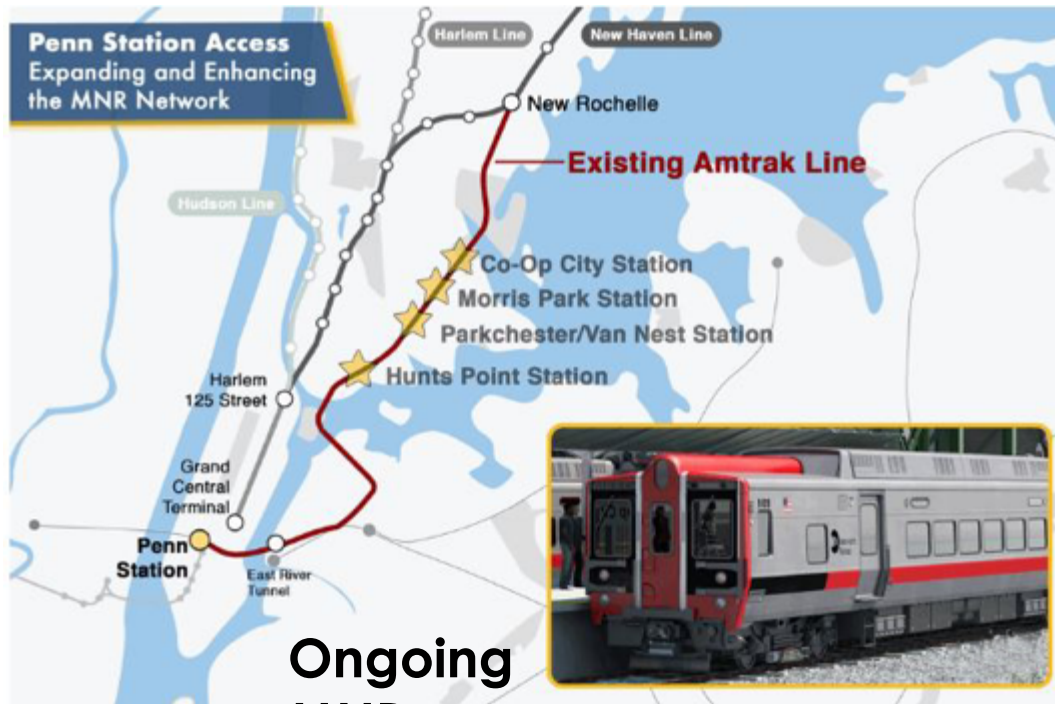 Penn Station Access
Expanding and Enhancing
the MNR Network
Harlem Line
New Haven Line
New Rochelle
Existing Amtrak Line
Hudson Line
Co-Op City Station
Morris Park Station
Parkchester/Van Nest Station
Hunts Point Station
Harlem
125 Street
Grand
Central
Terminal
Penn
Station
East River
Tunnel
Ongoing